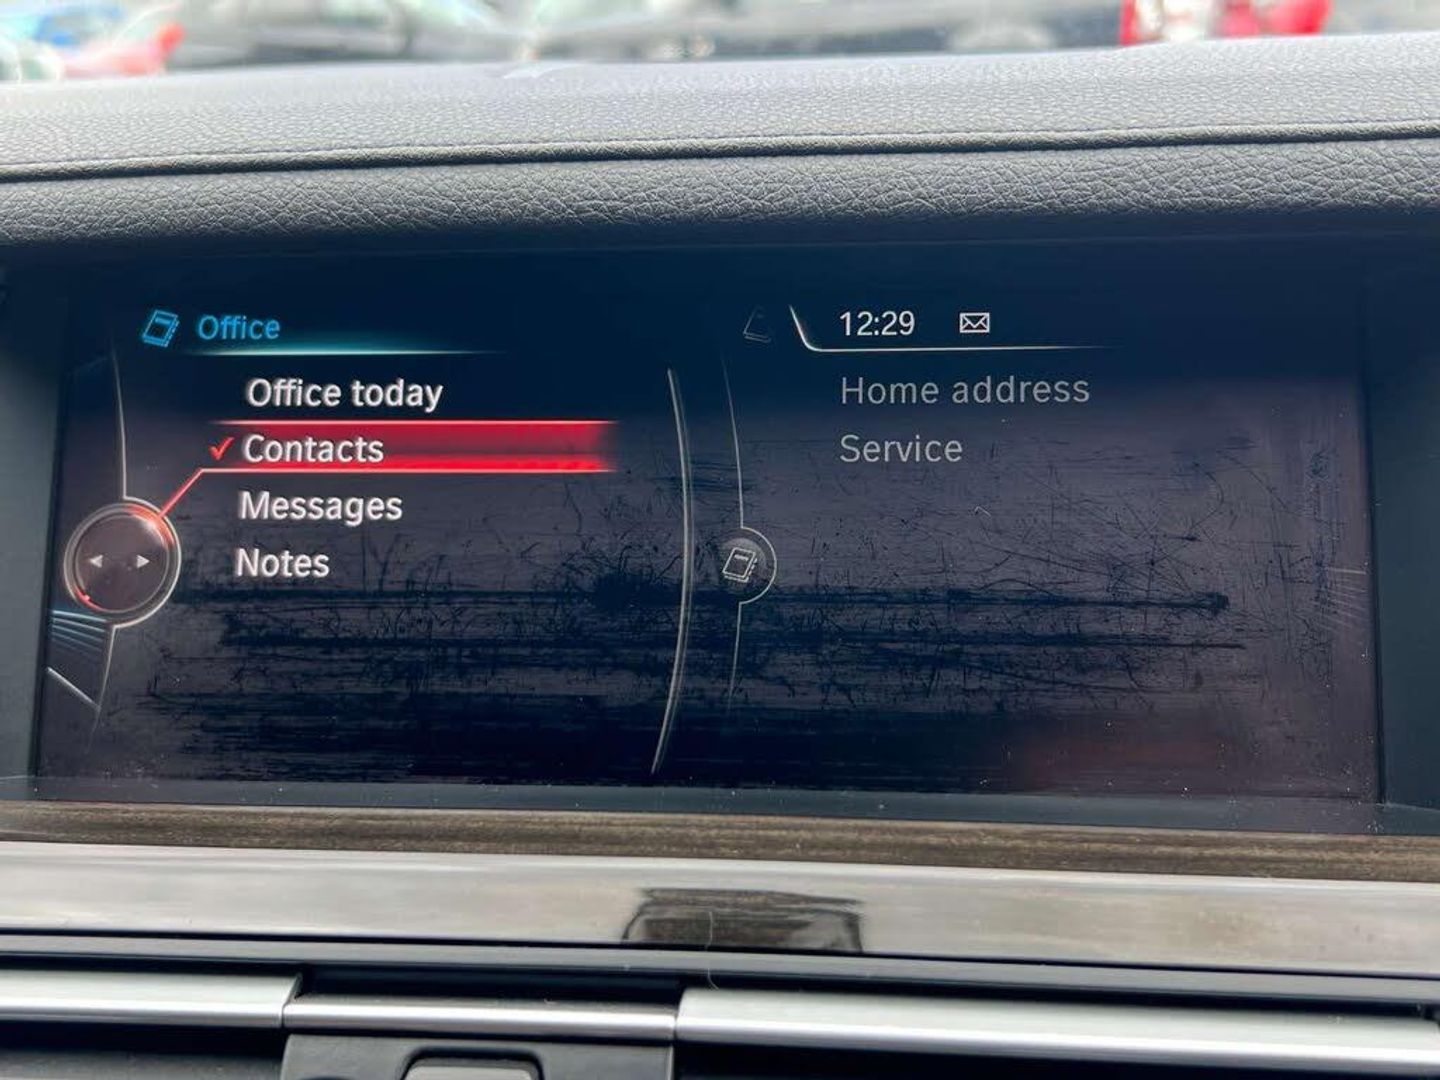 Office
Office today
Contacts
Messages
Notes
12:29
Home address
Service